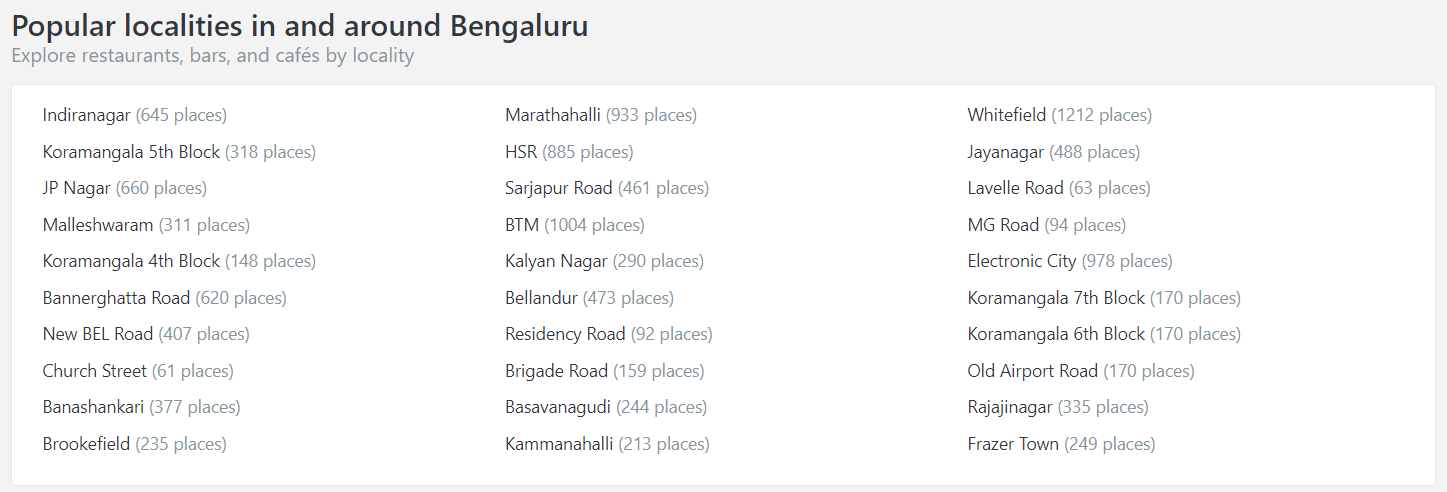 Popular localities in and around Bengaluru
Explore restaurants, bars, and cafés by locality
Indiranagar (645 places) Marathahalli (933 places) Whitefield (1212 places)
Koramangala 5th Block (318 places) HSR (885 places) Jayanagar (488 places)
JP Nagar (660 places) Sarjapur Road (461 places) Lavelle Road (63 places)
Malleshwaram (311 places) BTM (1004 places) MG Road (94 places)
Koramangala 4th Block (148 places) Kalyan Nagar (290 places) Electronic City (978 places)
Bannerghatta Road (620 places) Bellandur (473 places) Koramangala 7th Block (170 places)
New BEL Road (407 places) Residency Road (92 places) Koramangala 6th Block (170 places)
Church Street (61 places) Brigade Road (159 places) Old Airport Road (170 places)
Banashankari (377 places) Basavanagudi (244 places) Rajajinagar (335 places)
Brookefield (235 places) Kammanahalli (213 places) Frazer Town (249 places)